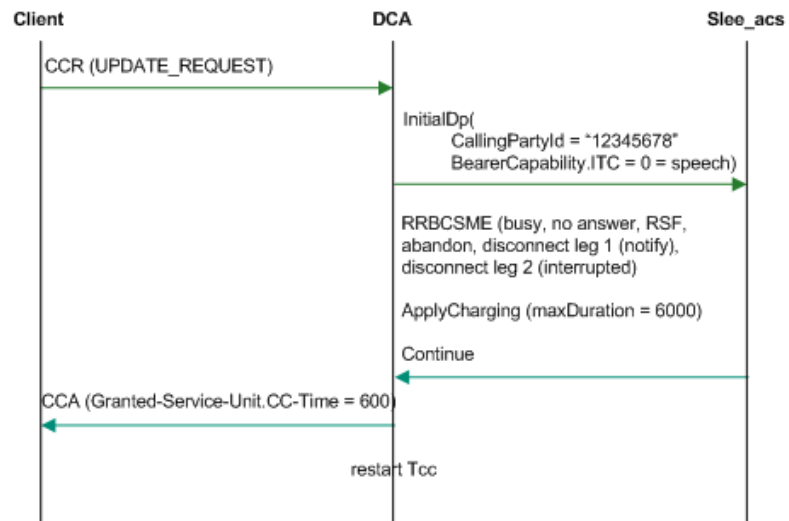 Client DCA Slee_acs
CCR (UPDATE_REQUEST)
InitialDp(
CallingPartyId = “12345678”
BearerCapability.ITC = 0 = speech)
RRBCSME (busy, no answer, RSF,
abandon, disconnect leg 1 (notify),
disconnect leg 2 (interrupted)
ApplyCharging (maxDuration = 6000)
Continue
CCA (Granted-Service-Unit.CC-Time = 600)
restart Tcc